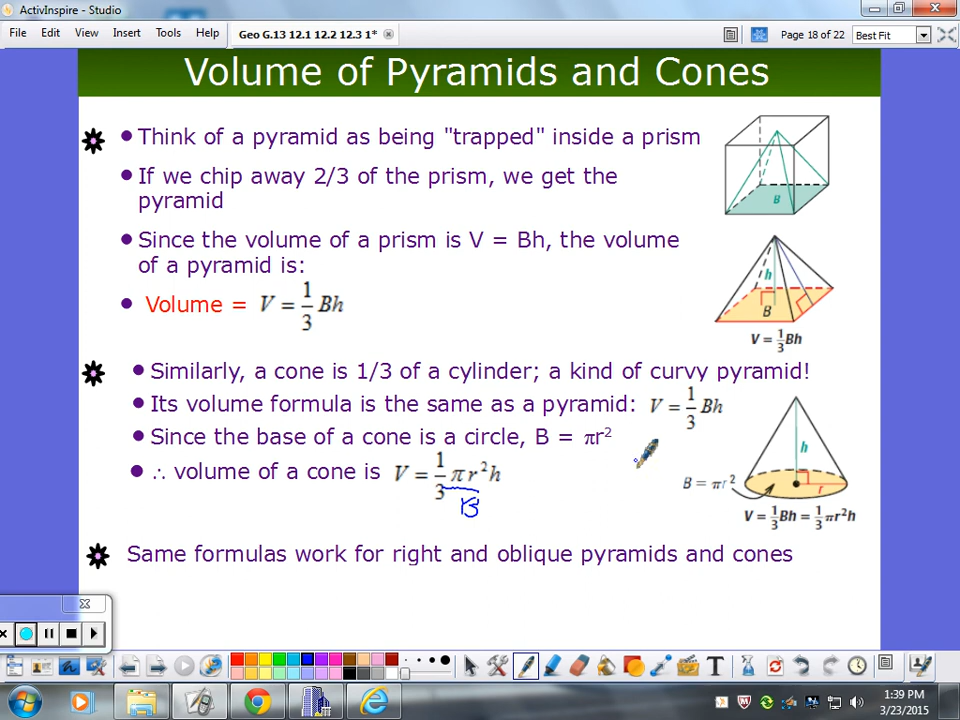 ActivInspire - Studio
File Edit View Insert Tools Help
Geo G.13 12.1 12.2 12.3 1*
Page 18 of 22
Best Fit
Volume of Pyramids and Cones
Think of a pyramid as being "trapped" inside a prism
If we chip away 2/3 of the prism, we get the
pyramid
B
Since the volume of a prism is V = Bh, the volume
of a pyramid is:
Volume = V = 1/3 Bh
h
B
V = 1/3 Bh
Similarly, a cone is 1/3 of a cylinder; a kind of curvy pyramid!
Its volume formula is the same as a pyramid: V = 1/3 Bh
Since the base of a cone is a circle, B = πr²
∴ volume of a cone is V = 1/3 πr²h
B
h
r
B = πr²
V = 1/3 Bh = 1/3 πr²h
Same formulas work for right and oblique pyramids and cones
1:39 PM
3/23/2015